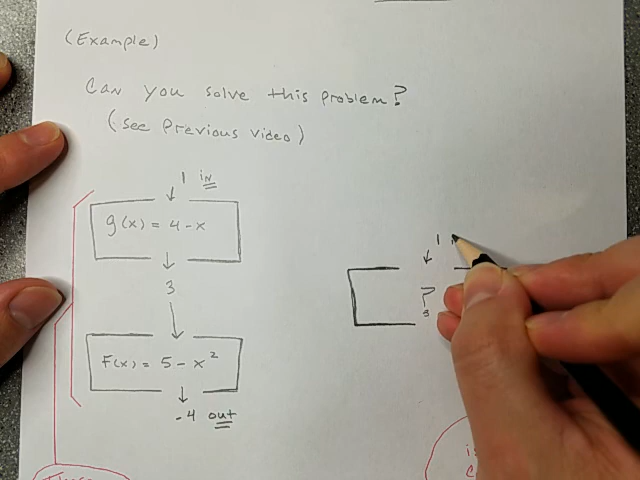 (Example)
Can you solve this problem?
(see Previous video)
1 in
g(x) = 4 - x
3
F(x) = 5 - x²
-4 out
1
?